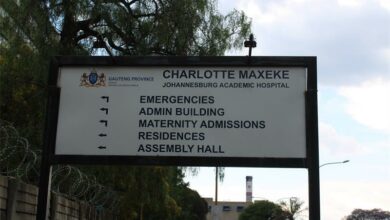 GAUTENG PROVINCE
CHARLOTTE MAXEKE
JOHANNESBURG ACADEMIC HOSPITAL
EMERGENCIES
ADMIN BUILDING
MATERNITY ADMISSIONS
RESIDENCES
ASSEMBLY HALL